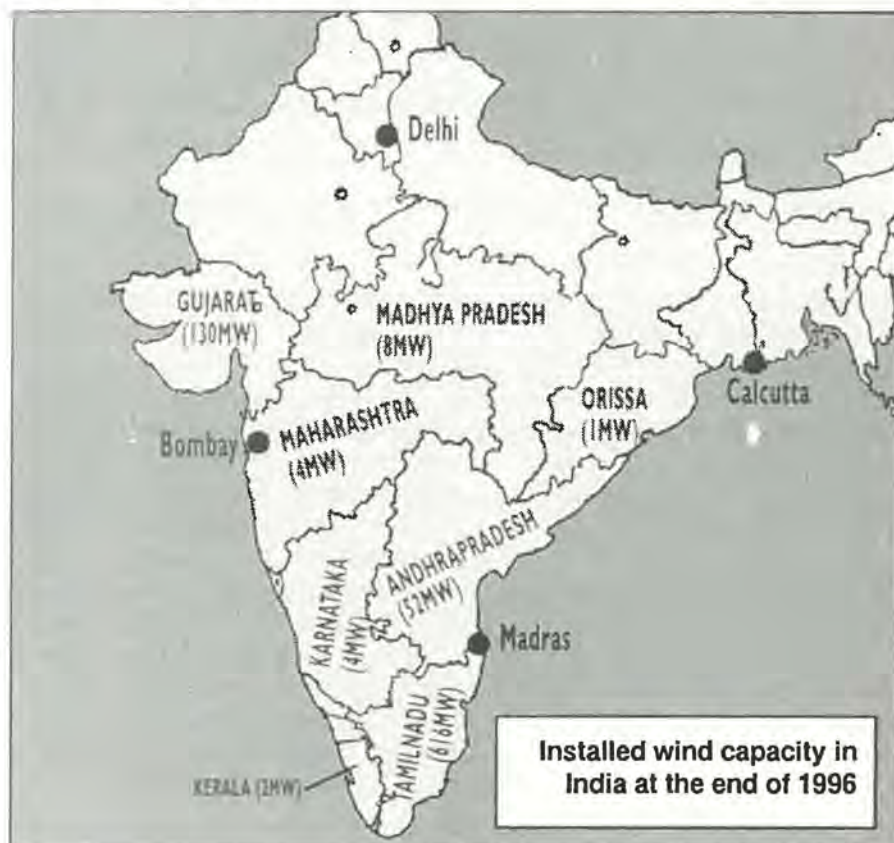 Delhi
GUJARAT
(130MW)
MADHYA PRADESH
(8MW)
ORISSA
(1MW)
Calcutta
Bombay
MAHARASHTRA
(4MW)
ANDHRAPRADESH
(52MW)
KARNATAKA
(4MW)
Madras
TAMILNADU
(616MW)
KERALA (2MW)
Installed wind capacity in
India at the end of 1996